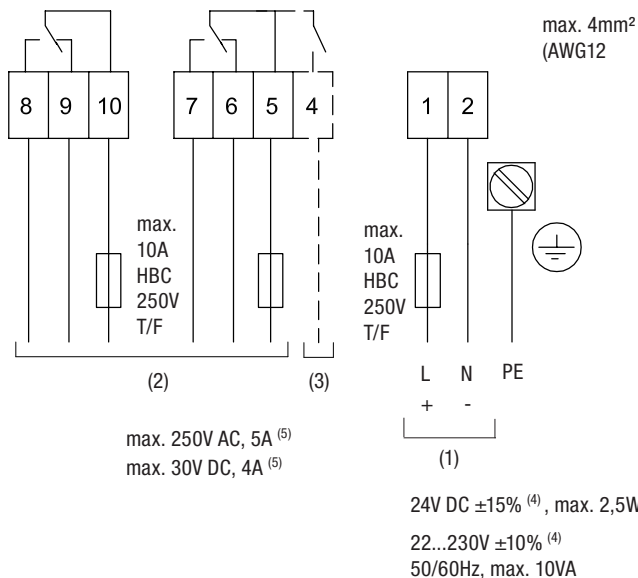 max. 4mm²
(AWG12
8 9 10 7 6 5 4 1 2
max.
10A
HBC
250V
T/F
max.
10A
HBC
250V
T/F
(2)
(3)
L N PE
+ -
(1)
max. 250V AC, 5A (5)
max. 30V DC, 4A (5)
24V DC ±15% (4) , max. 2,5W
22...230V ±10% (4)
50/60Hz, max. 10VA